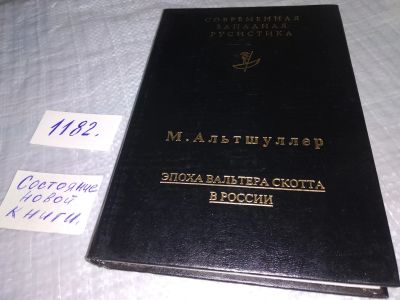 СОВРЕМЕННАЯ
ЗАПАДНАЯ
РУСИСТИКА
М. Альтшуллер
ЭПОХА ВАЛЬТЕРА СКОТТА
В РОССИИ
1182.
Состояние
новой
книги.